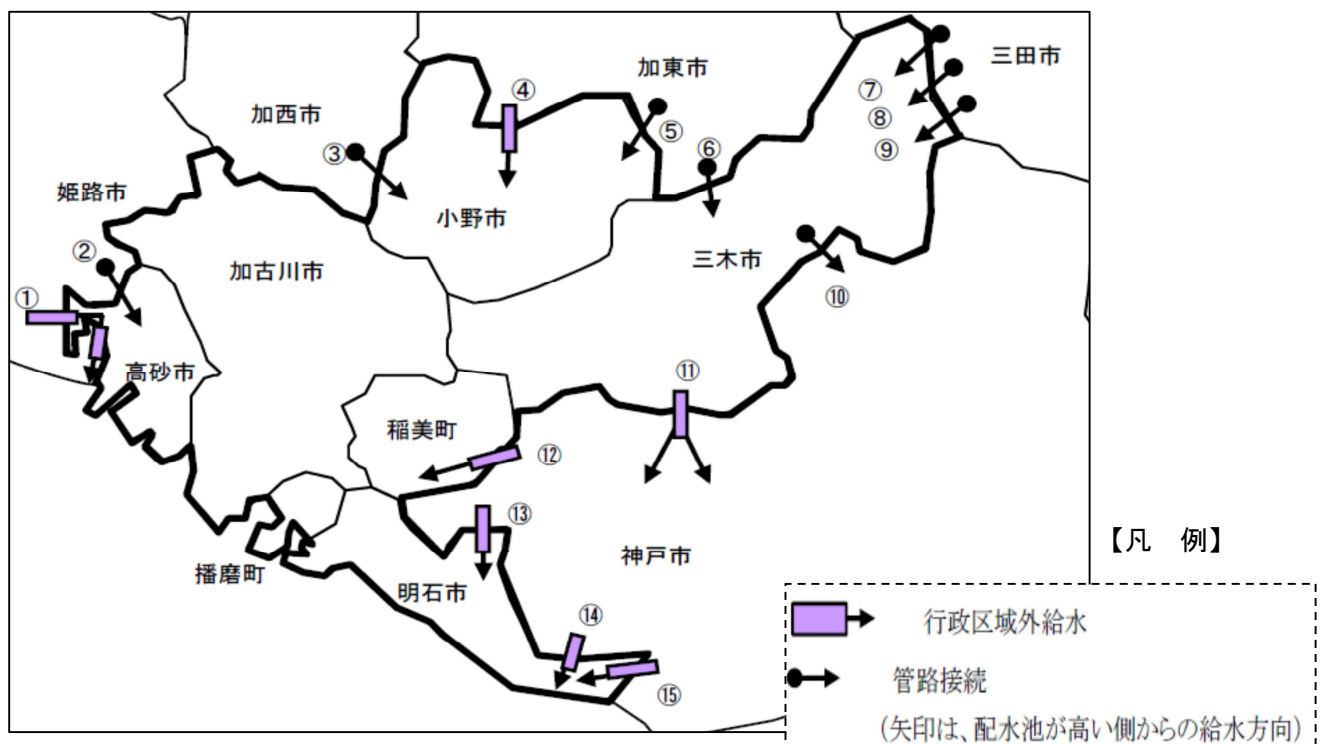 三田市
加東市
④
加西市
⑦
⑤
⑧
③
⑥
⑨
姫路市
小野市
②
三木市
加古川市
①
⑩
高砂市
⑪
稲美町
⑫
⑬
神戸市
【凡 例】
播磨町
明石市
⑭
行政区域外給水
⑮
管路接続
(矢印は、配水池が高い側からの給水方向)